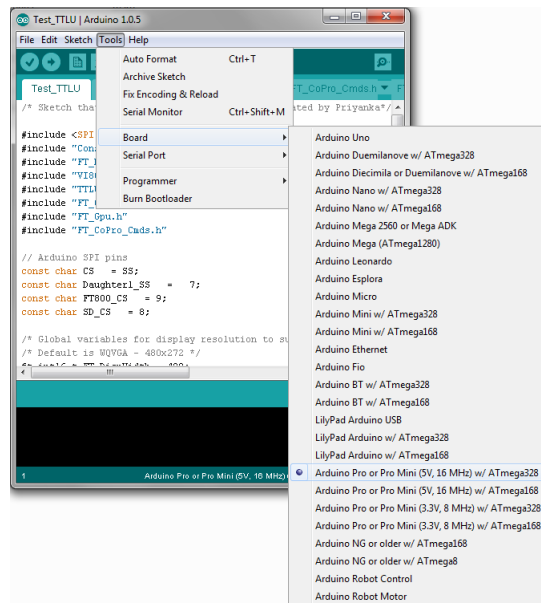 Test_TTLU | Arduino 1.0.5
File Edit Sketch Tools Help
Auto Format Ctrl+T
Archive Sketch
Fix Encoding & Reload
Serial Monitor Ctrl+Shift+M
Board
Serial Port
Programmer
Burn Bootloader
Test_TTLU
FT_CoPro_Cmds.h
/* Sketch tha
ated by Priyanka*/
#include <SPI
#include "Con
#include "FT_
#include "VI80
#include "TTLU
#include "FT_
#include "FT_Gpu.h"
#include "FT_CoPro_Cmds.h"
// Arduino SPI pins
const char CS = SS;
const char Daughter1_SS = 7;
const char FT800_CS = 9;
const char SD_CS = 8;
/* Global variables for display resolution to su
/* Default is WQVGA - 480x272 */
1
Arduino Pro or Pro Mini (5V, 16 MHz)
Arduino Uno
Arduino Duemilanove w/ ATmega328
Arduino Diecimila or Duemilanove w/ ATmega168
Arduino Nano w/ ATmega328
Arduino Nano w/ ATmega168
Arduino Mega 2560 or Mega ADK
Arduino Mega (ATmega1280)
Arduino Leonardo
Arduino Esplora
Arduino Micro
Arduino Mini w/ ATmega328
Arduino Mini w/ ATmega168
Arduino Ethernet
Arduino Fio
Arduino BT w/ ATmega328
Arduino BT w/ ATmega168
LilyPad Arduino USB
LilyPad Arduino w/ ATmega328
LilyPad Arduino w/ ATmega168
Arduino Pro or Pro Mini (5V, 16 MHz) w/ ATmega328
Arduino Pro or Pro Mini (5V, 16 MHz) w/ ATmega168
Arduino Pro or Pro Mini (3.3V, 8 MHz) w/ ATmega328
Arduino Pro or Pro Mini (3.3V, 8 MHz) w/ ATmega168
Arduino NG or older w/ ATmega168
Arduino NG or older w/ ATmega8
Arduino Robot Control
Arduino Robot Motor